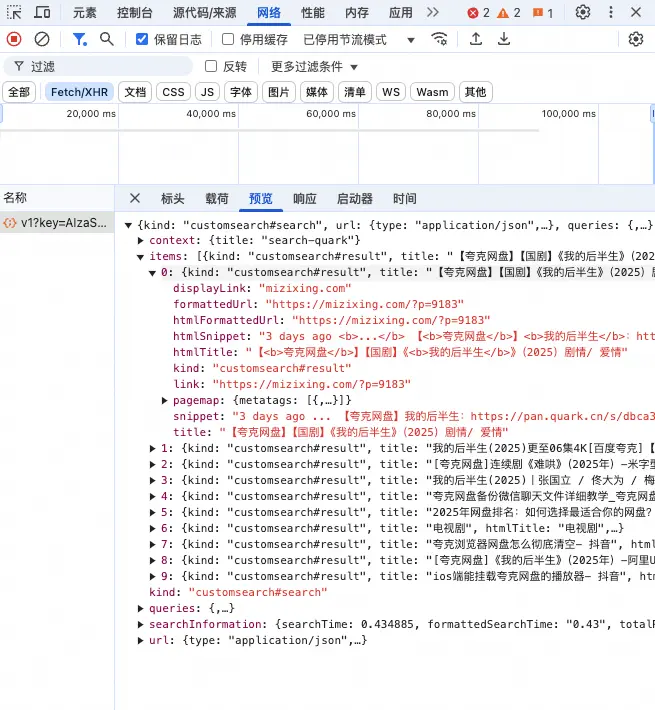 元素 控制台 源代码/来源 网络 性能 内存 应用 2 2 1
保留日志 停用缓存 已停用节流模式
过滤 反转 更多过滤条件
全部 Fetch/XHR 文档 CSS JS 字体 图片 媒体 清单 WS Wasm 其他
20,000 ms 40,000 ms 60,000 ms 80,000 ms 100,000 ms
名称 标头 载荷 预览 响应 启动器 时间
v1?key=AIzaS...
{kind: "customsearch#search", url: {type: "application/json",…}, queries: {,…}
context: {title: "search-quark"}
items: [{kind: "customsearch#result", title: "【夸克网盘】【国剧】《我的后半生》(202
0: {kind: "customsearch#result", title: "【夸克网盘】【国剧】《我的后半生》(2025) 剧
displayLink: "mizixing.com"
formattedUrl: "https://mizixing.com/?p=9183"
htmlFormattedUrl: "https://mizixing.com/?p=9183"
htmlSnippet: "3 days ago <b>...</b> 【<b>夸克网盘</b>】<b>我的后半生</b>: htt
htmlTitle: "【<b>夸克网盘</b>】【国剧】《<b>我的后半生</b>》(2025) 剧情/ 爱情"
kind: "customsearch#result"
link: "https://mizixing.com/?p=9183"
pagemap: {metatags: [{,…}]}
snippet: "3 days ago ... 【夸克网盘】我的后半生: https://pan.quark.cn/s/dbca3
title: "【夸克网盘】【国剧】《我的后半生》(2025) 剧情/ 爱情"
1: {kind: "customsearch#result", title: "我的后半生(2025)更至06集4K[百度夸克]【
2: {kind: "customsearch#result", title: "[夸克网盘]连续剧《难哄》(2025年) -米字
3: {kind: "customsearch#result", title: "我的后半生(2025)｜张国立 / 佟大为 / 梅
4: {kind: "customsearch#result", title: "夸克网盘备份微信聊天文件详细教学_夸克网
5: {kind: "customsearch#result", title: "2025年网盘排名: 如何选择最适合你的网盘?
6: {kind: "customsearch#result", title: "电视剧", htmlTitle: "电视剧",…}
7: {kind: "customsearch#result", title: "夸克浏览器网盘怎么彻底清空- 抖音", htm
8: {kind: "customsearch#result", title: "[夸克网盘]《我的后半生》(2025年) -阿里U
9: {kind: "customsearch#result", title: "ios端能挂载夸克网盘的播放器- 抖音", htm
kind: "customsearch#search"
queries: {,…}
searchInformation: {searchTime: 0.434885, formattedSearchTime: "0.43", totalR
url: {type: "application/json",…}